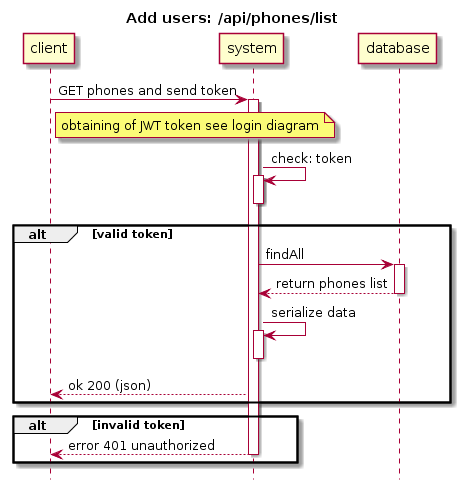 Add users: /api/phones/list
client
system
database
GET phones and send token
obtaining of JWT token see login diagram
check: token
alt
[valid token]
findAll
return phones list
serialize data
ok 200 (json)
alt
[invalid token]
error 401 unauthorized